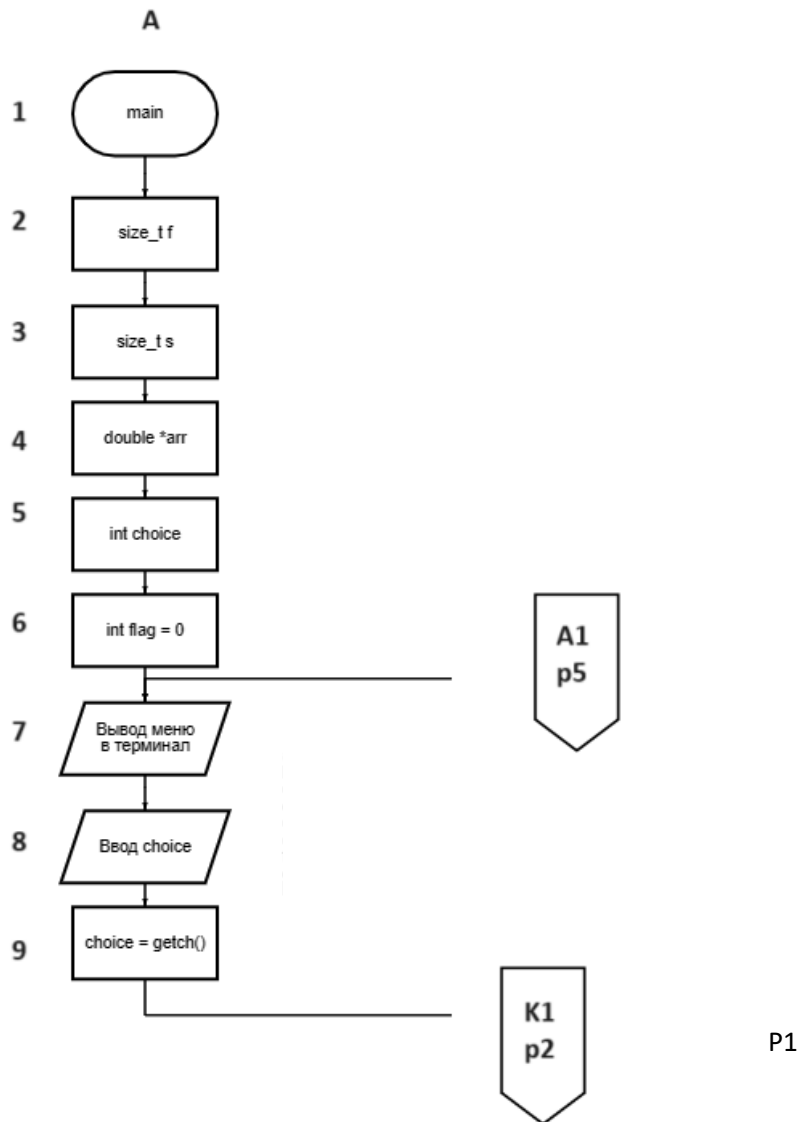 A
1
main
2
size_t f
3
size_t s
4
double *arr
5
int choice
6
int flag = 0
A1
p5
7
Вывод меню
в терминал
8
Ввод choice
9
choice = getch()
K1
p2
P1